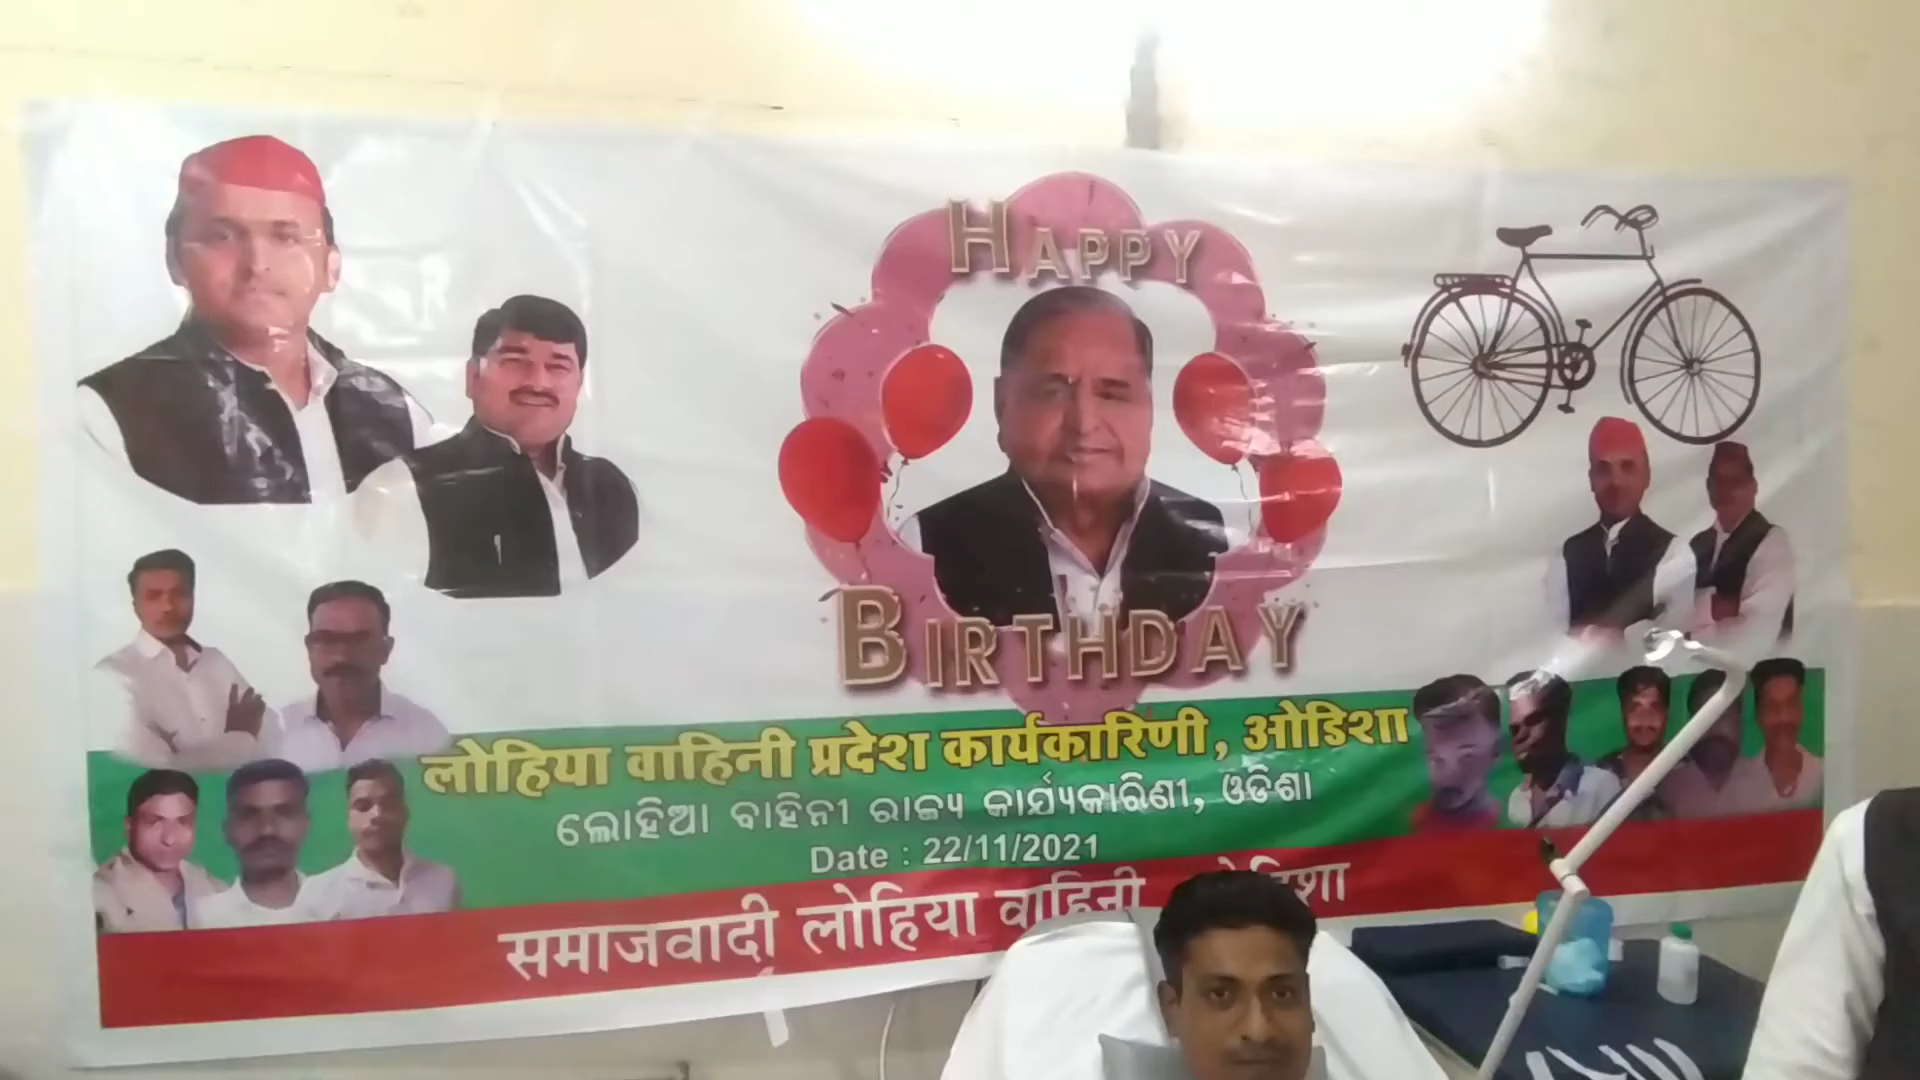 HAPPY
BIRTHDAY
लोहिया वाहिनी प्रदेश कार्यकारिणी, ओडिशा
ଲୋହିଆ ବାହିନୀ ରାଜ୍ୟ କାର୍ଯ୍ୟକାରିଣୀ, ଓଡିଶା
Date : 22/11/2021
समाजवादी लोहिया वाहिनी